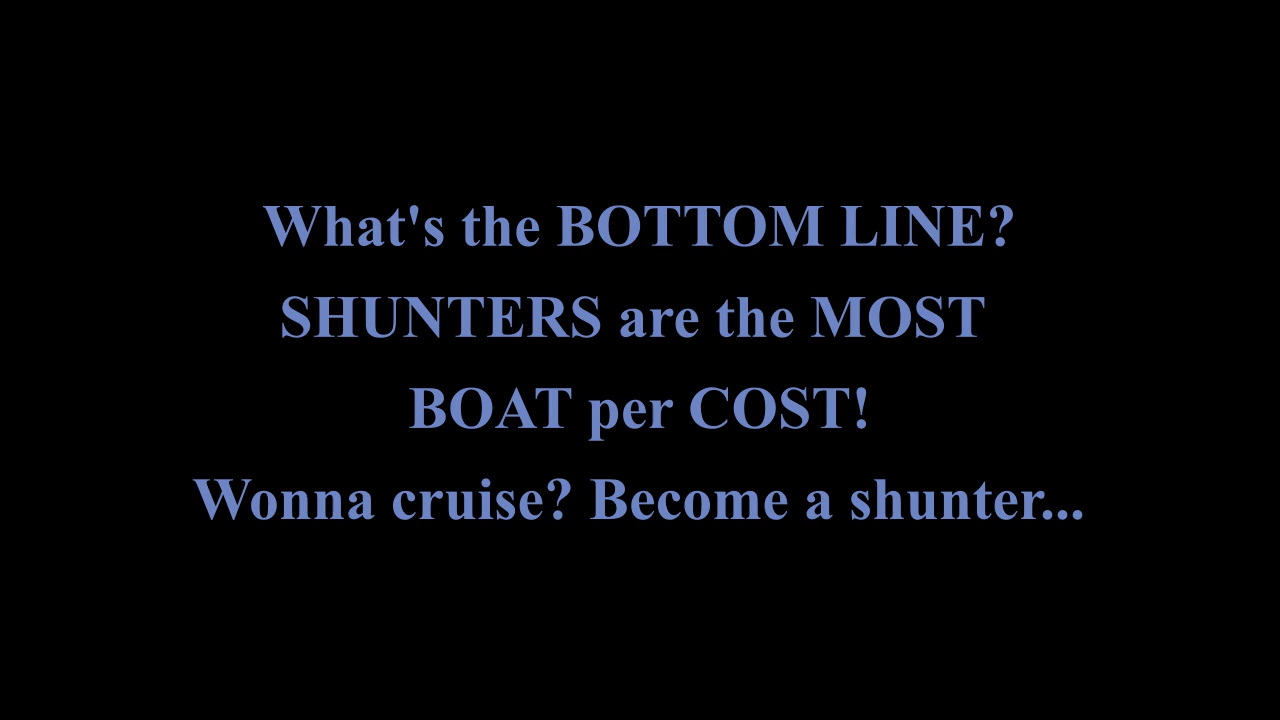 What's the BOTTOM LINE?
SHUNTERS are the MOST
BOAT per COST!
Wonna cruise? Become a shunter...